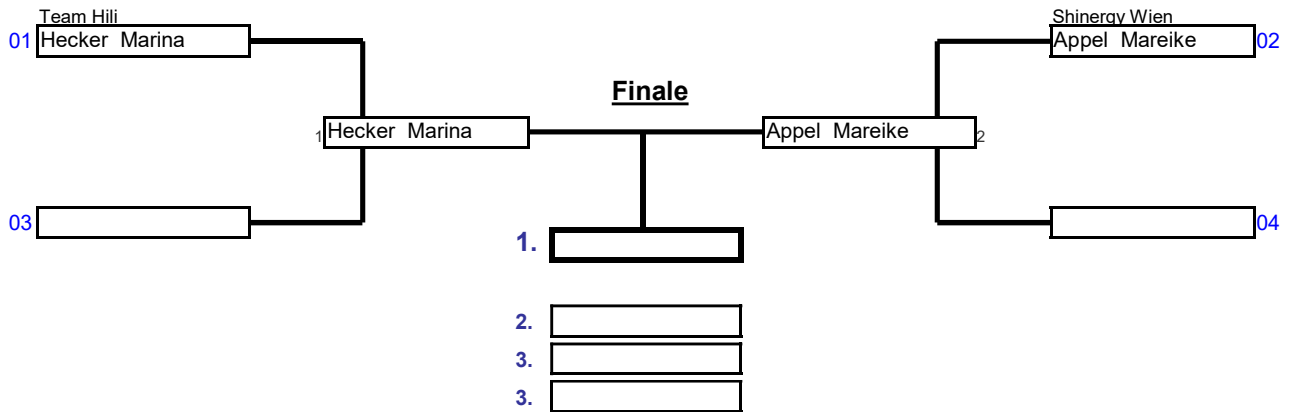 Team Hili
Shinergy Wien
01 Hecker Marina
Appel Mareike 02
Finale
1 Hecker Marina
Appel Mareike 2
03
04
1.
2.
3.
3.